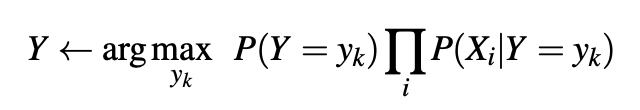 Y ← arg max P(Y = y_k) ∏ P(X_i|Y = y_k)
y_k i